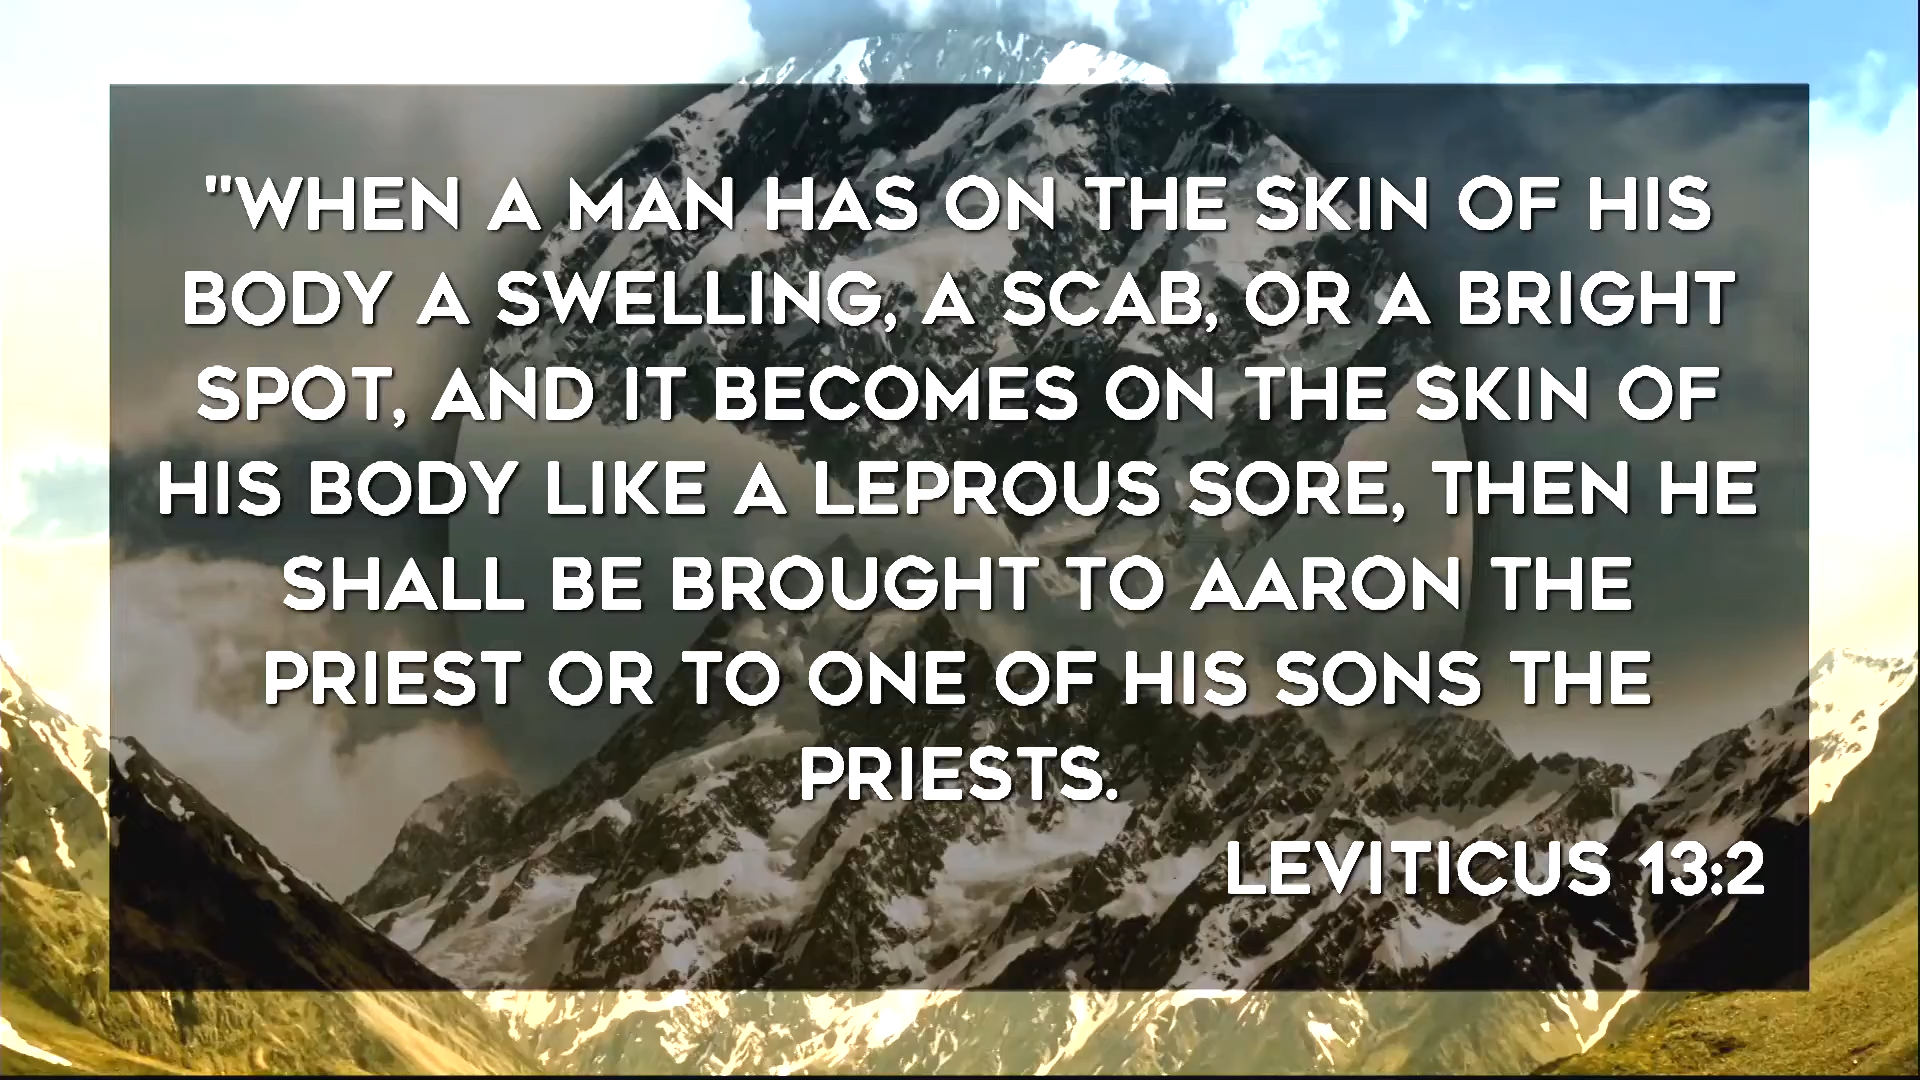 "WHEN A MAN HAS ON THE SKIN OF HIS
BODY A SWELLING, A SCAB, OR A BRIGHT
SPOT, AND IT BECOMES ON THE SKIN OF
HIS BODY LIKE A LEPROUS SORE, THEN HE
SHALL BE BROUGHT TO AARON THE
PRIEST OR TO ONE OF HIS SONS THE
PRIESTS.
LEVITICUS 13:2